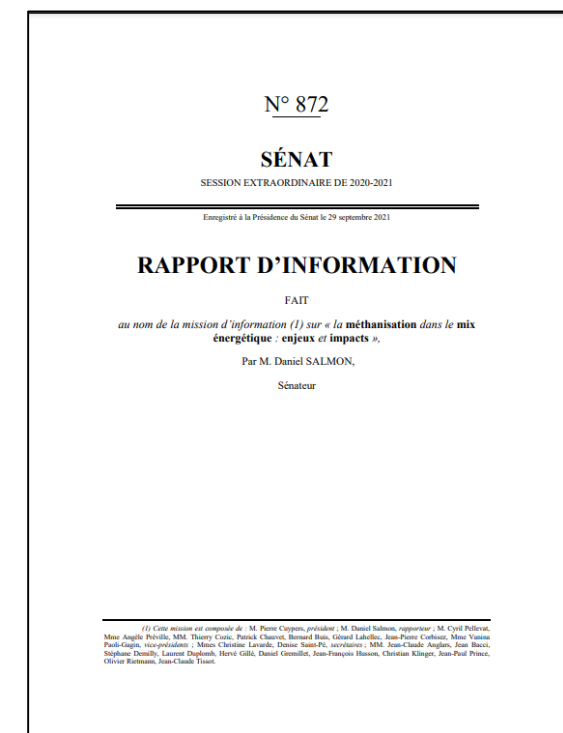 N° 872
SÉNAT
SESSION EXTRAORDINAIRE DE 2020-2021
Enregistré à la Présidence du Sénat le 29 septembre 2021
RAPPORT D'INFORMATION
FAIT
au nom de la mission d'information (1) sur « la méthanisation dans le mix
énergétique : enjeux et impacts »,
Par M. Daniel SALMON,
Sénateur
(1) Cette mission est composée de : M. Pierre Cuypers, président ; M. Daniel Salmon, rapporteur ; M. Cyril Pellevat,
Mme Angèle Préville, MM. Thierry Cozic, Patrick Chauvet, Bernard Buis, Gérard Lahellec, Jean-Pierre Corbisez, Mme Vanina
Paoli-Gagin, vice-présidents ; Mmes Christine Lavarde, Denise Saint-Pé, secrétaires ; MM. Jean-Claude Anglars, Jean Bacci,
Stéphane Demilly, Laurent Duplomb, Hervé Gillé, Daniel Gremillet, Jean-François Husson, Christian Klinger, Jean-Paul Prince,
Olivier Rietmann, Jean-Claude Tissot.